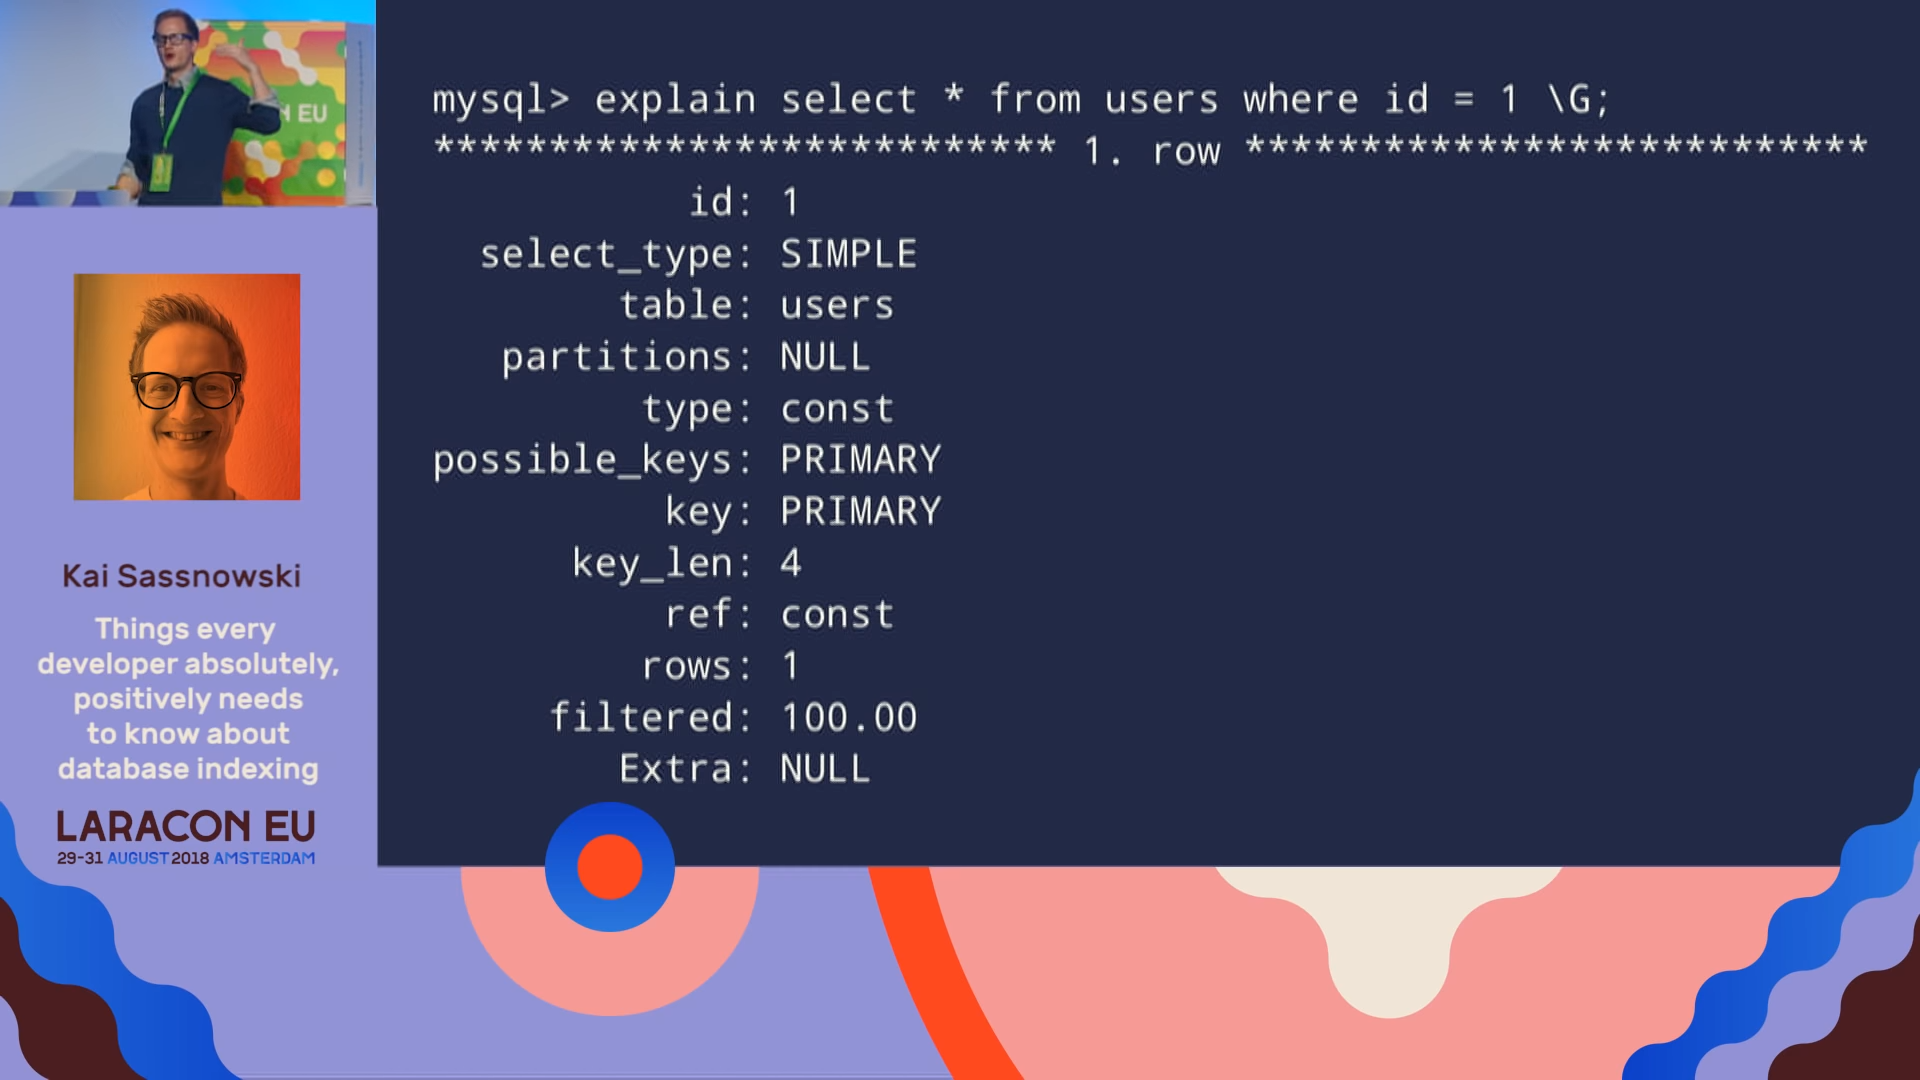 N EU
Kai Sassnowski
Things every
developer absolutely,
positively needs
to know about
database indexing
LARACON EU
29-31 AUGUST 2018 AMSTERDAM
mysql> explain select * from users where id = 1 \G;
*************************** 1. row ***************************
id: 1
select_type: SIMPLE
table: users
partitions: NULL
type: const
possible_keys: PRIMARY
key: PRIMARY
key_len: 4
ref: const
rows: 1
filtered: 100.00
Extra: NULL